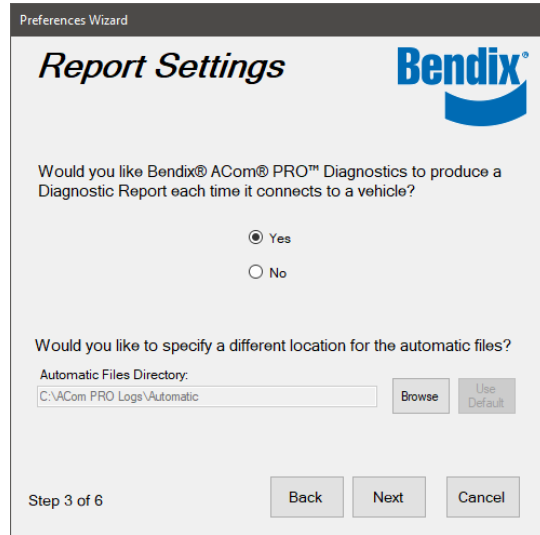 Preferences Wizard
Report Settings
Bendix®
Would you like Bendix® ACom® PRO™ Diagnostics to produce a
Diagnostic Report each time it connects to a vehicle?
Yes
No
Would you like to specify a different location for the automatic files?
Automatic Files Directory:
C:\ACom PRO Logs\Automatic
Browse
Use
Default
Step 3 of 6
Back
Next
Cancel